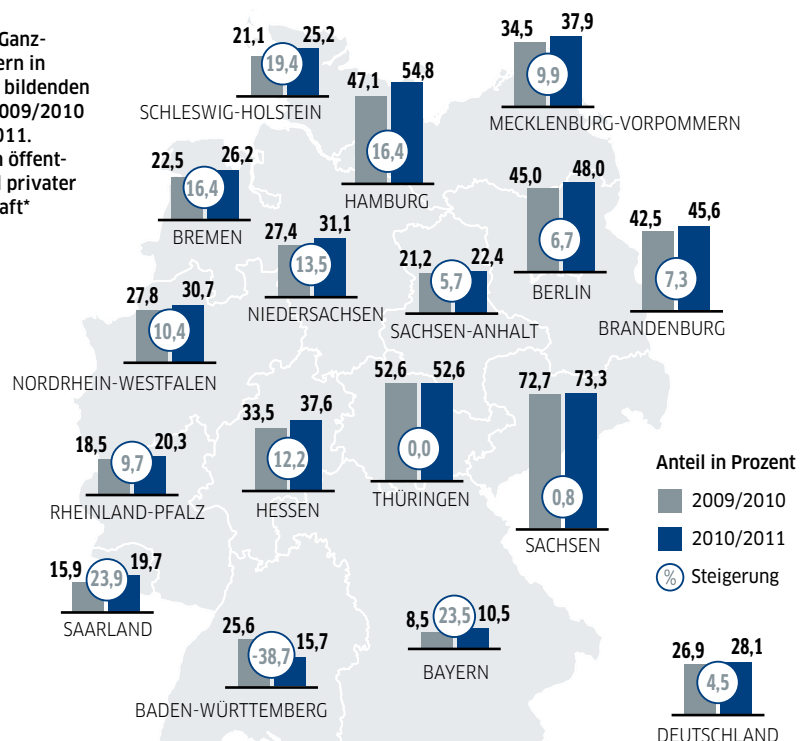 Ganz-
ern in
bildenden
009/2010
011.
öffent-
privater
aft*
21,1 25,2
19,4
SCHLESWIG-HOLSTEIN
47,1 54,8
16,4
HAMBURG
34,5 37,9
9,9
MECKLENBURG-VORPOMMERN
22,5 26,2
16,4
BREMEN
27,4 31,1
13,5
NIEDERSACHSEN
21,2 22,4
5,7
SACHSEN-ANHALT
45,0 48,0
6,7
BERLIN
42,5 45,6
7,3
BRANDENBURG
27,8 30,7
10,4
NORDRHEIN-WESTFALEN
18,5 20,3
9,7
RHEINLAND-PFALZ
33,5 37,6
12,2
HESSEN
52,6 52,6
0,0
THÜRINGEN
72,7 73,3
0,8
SACHSEN
Anteil in Prozent
2009/2010
2010/2011
% Steigerung
15,9 19,7
23,9
SAARLAND
25,6 15,7
-38,7
BADEN-WÜRTTEMBERG
8,5 10,5
23,5
BAYERN
26,9 28,1
4,5
DEUTSCHLAND